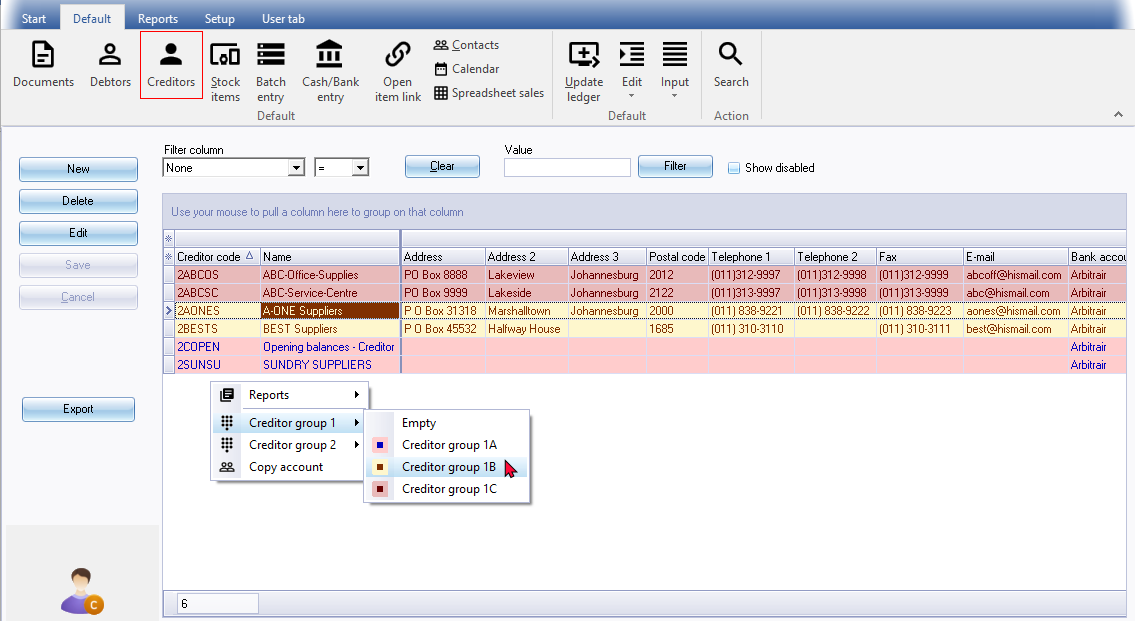 Start Default Reports Setup User tab
Documents Debtors Creditors Stock items Batch entry Cash/Bank entry Open item link
Contacts
Calendar
Spreadsheet sales
Update ledger Edit Input Search
Default Default Action
Filter column Value
None = Clear Filter Show disabled
New
Delete
Edit
Save
Cancel
Export
Use your mouse to pull a column here to group on that column
Creditor code Name Address Address 2 Address 3 Postal code Telephone 1 Telephone 2 Fax E-mail Bank accou
2ABCOS ABC-Office-Supplies PO Box 8888 Lakeview Johannesburg 2012 (011)312-9997 (011)312-9998 (011)312-9999 abcoff@hismail.com Arbitrair
2ABCSC ABC-Service-Centre PO Box 9999 Lakeside Johannesburg 2122 (011)313-9997 (011)313-9998 (011)313-9999 abc@hismail.com Arbitrair
2AONES A-ONE Suppliers P O Box 31318 Marshalltown Johannesburg 2000 (011) 838-9221 (011) 838-9222 (011) 838-9223 aones@hismail.com Arbitrair
2BESTS BEST Suppliers P O Box 45532 Halfway House 1685 (011) 310-3110 (011) 310-3111 best@hismail.com Arbitrair
2COPEN Opening balances - Creditor Arbitrair
2SUNSU SUNDRY SUPPLIERS Arbitrair
Reports
Creditor group 1
Creditor group 2
Copy account
Empty
Creditor group 1A
Creditor group 1B
Creditor group 1C
C
6